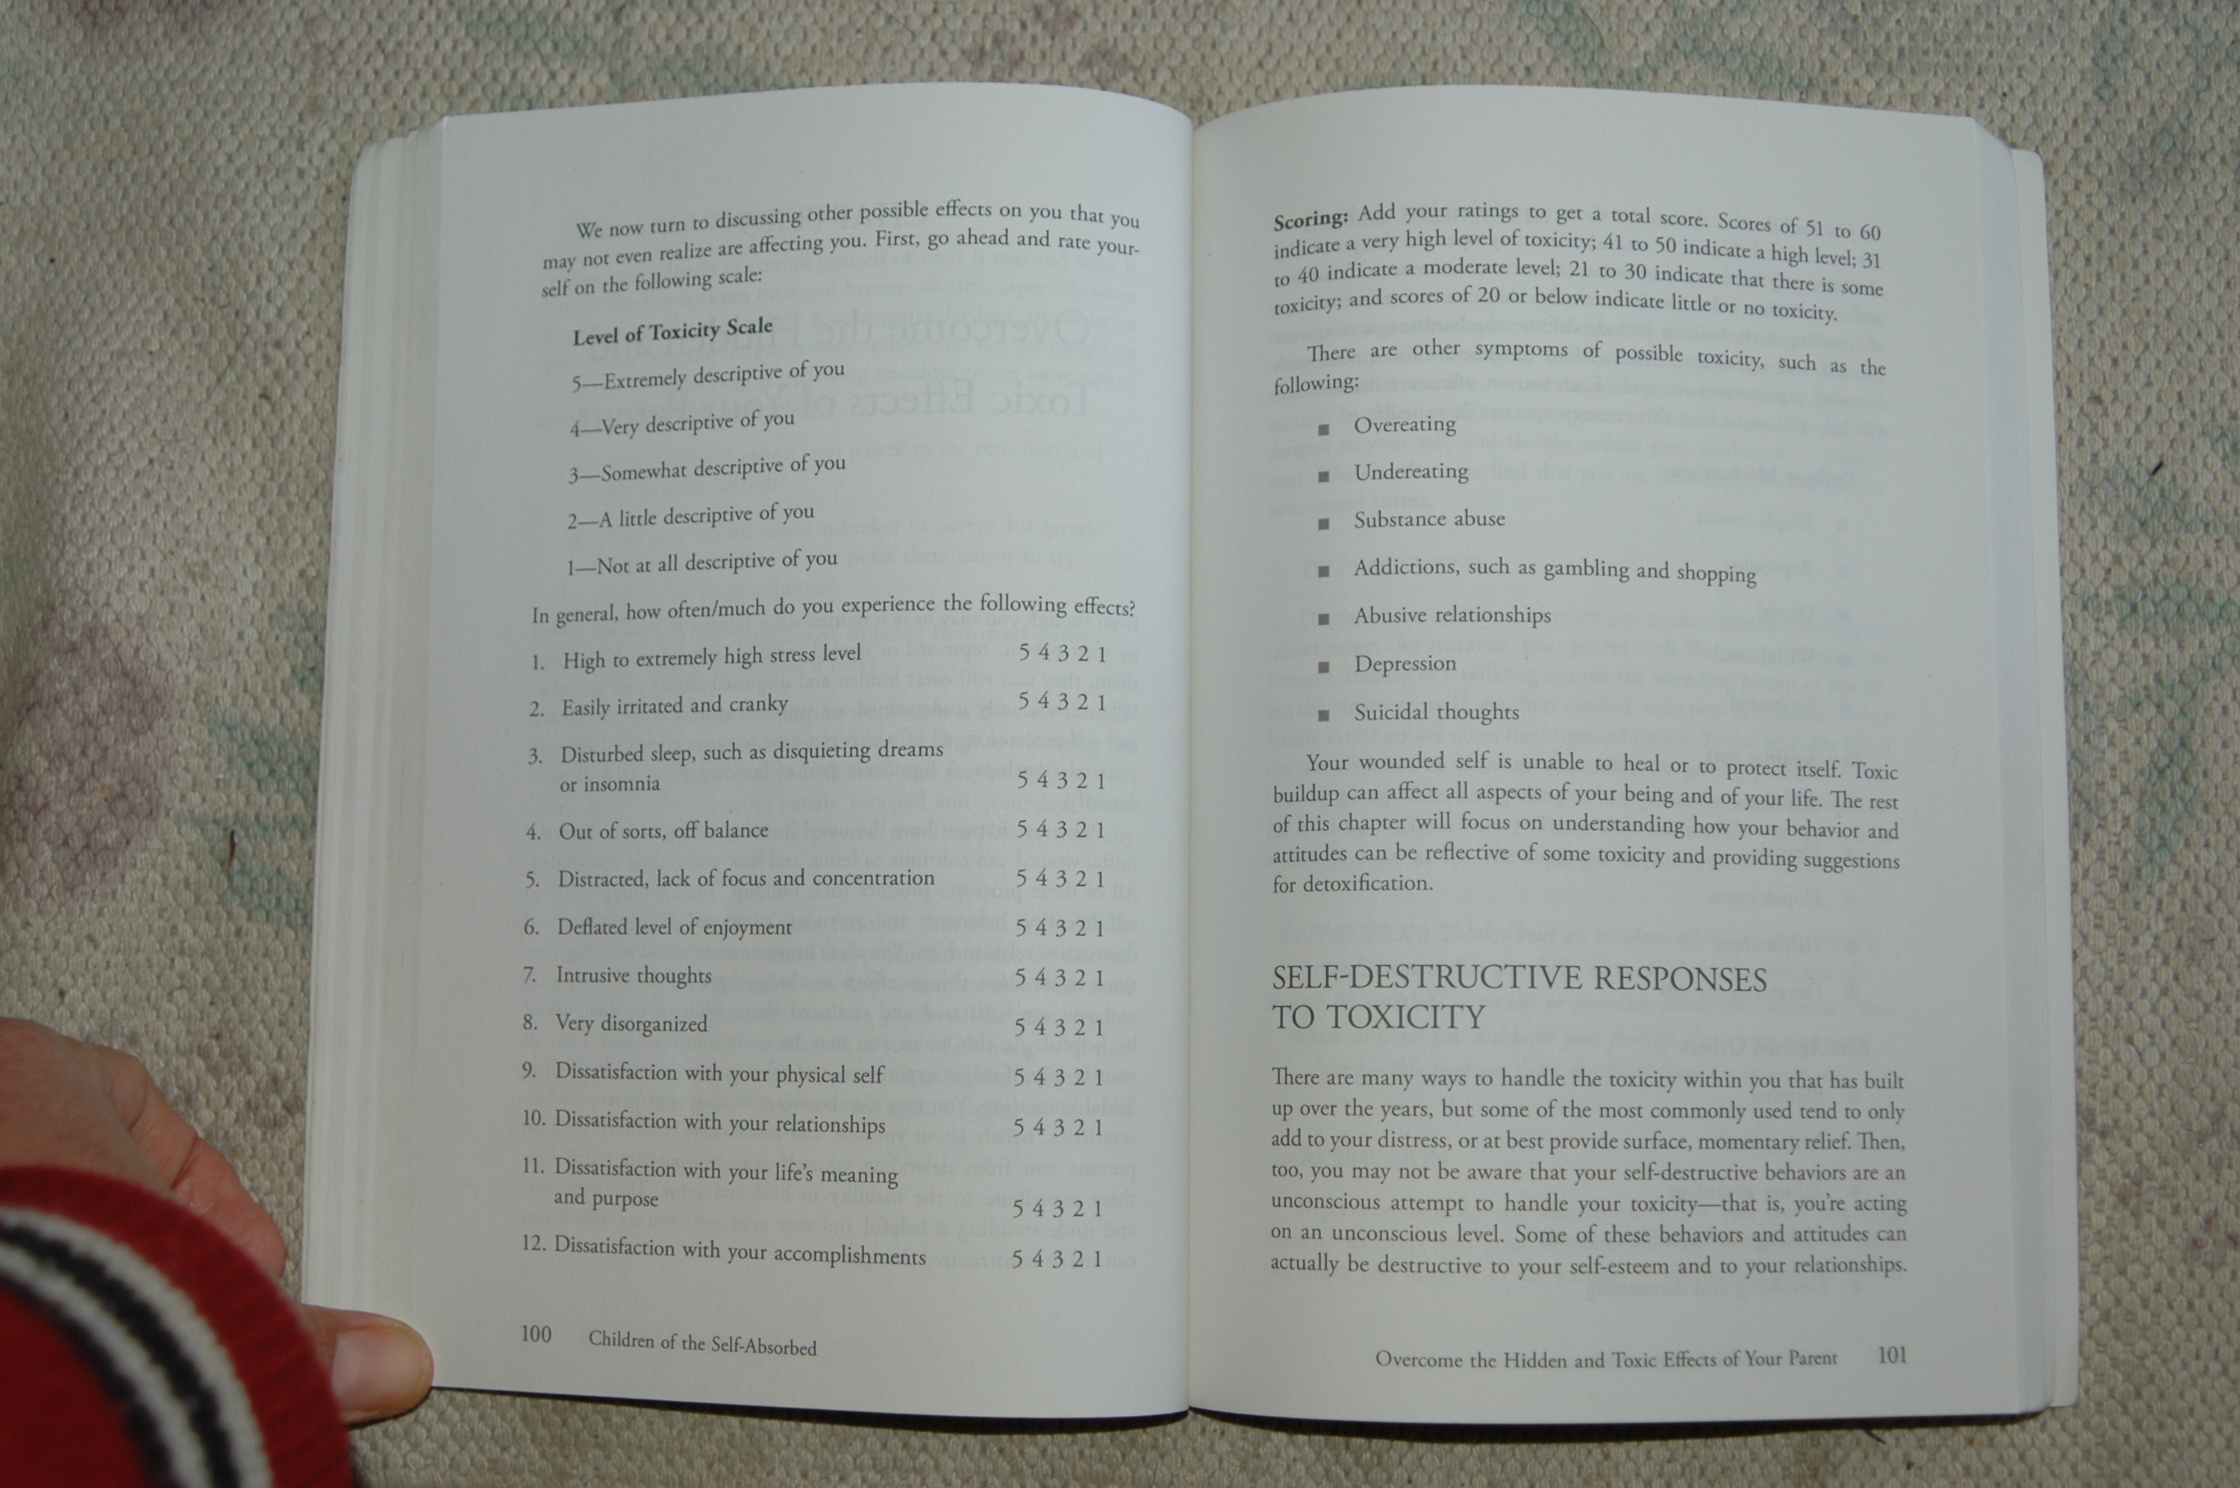 We now turn to discussing other possible effects on you that you
may not even realize are affecting you. First, go ahead and rate your-
self on the following scale:
Level of Toxicity Scale
5—Extremely descriptive of you
4—Very descriptive of you
3—Somewhat descriptive of you
2—A little descriptive of you
1—Not at all descriptive of you
In general, how often/much do you experience the following effects?
1. High to extremely high stress level 5 4 3 2 1
2. Easily irritated and cranky 5 4 3 2 1
3. Disturbed sleep, such as disquieting dreams
or insomnia 5 4 3 2 1
4. Out of sorts, off balance 5 4 3 2 1
5. Distracted, lack of focus and concentration 5 4 3 2 1
6. Deflated level of enjoyment 5 4 3 2 1
7. Intrusive thoughts 5 4 3 2 1
8. Very disorganized 5 4 3 2 1
9. Dissatisfaction with your physical self 5 4 3 2 1
10. Dissatisfaction with your relationships 5 4 3 2 1
11. Dissatisfaction with your life's meaning
and purpose 5 4 3 2 1
12. Dissatisfaction with your accomplishments 5 4 3 2 1
100 Children of the Self-Absorbed
Scoring: Add your ratings to get a total score. Scores of 51 to 60
indicate a very high level of toxicity; 41 to 50 indicate a high level; 31
to 40 indicate a moderate level; 21 to 30 indicate that there is some
toxicity; and scores of 20 or below indicate little or no toxicity.
There are other symptoms of possible toxicity, such as the
following:
■ Overeating
■ Undereating
■ Substance abuse
■ Addictions, such as gambling and shopping
■ Abusive relationships
■ Depression
■ Suicidal thoughts
Your wounded self is unable to heal or to protect itself. Toxic
buildup can affect all aspects of your being and of your life. The rest
of this chapter will focus on understanding how your behavior and
attitudes can be reflective of some toxicity and providing suggestions
for detoxification.
SELF-DESTRUCTIVE RESPONSES
TO TOXICITY
There are many ways to handle the toxicity within you that has built
up over the years, but some of the most commonly used tend to only
add to your distress, or at best provide surface, momentary relief. Then,
too, you may not be aware that your self-destructive behaviors are an
unconscious attempt to handle your toxicity—that is, you're acting
on an unconscious level. Some of these behaviors and attitudes can
actually be destructive to your self-esteem and to your relationships.
Overcome the Hidden and Toxic Effects of Your Parent 101